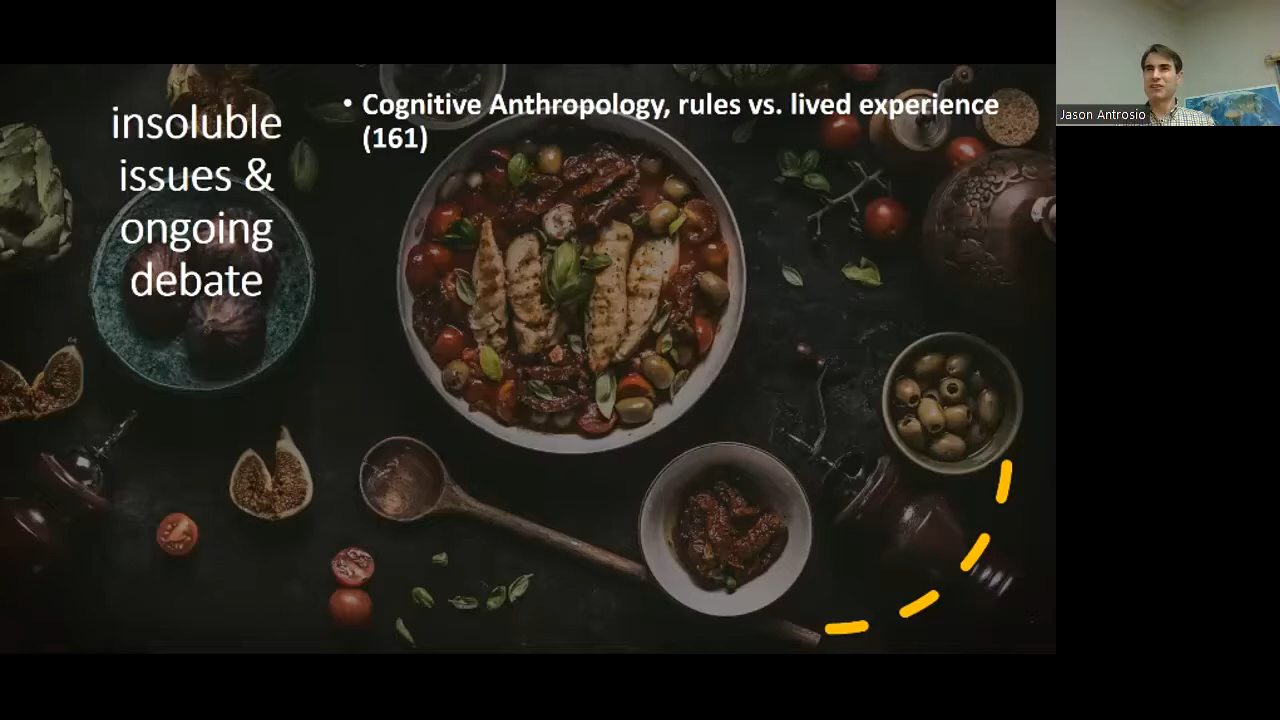 insoluble
issues &
ongoing
debate
• Cognitive Anthropology, rules vs. lived experience
(161)
Jason Antrosio